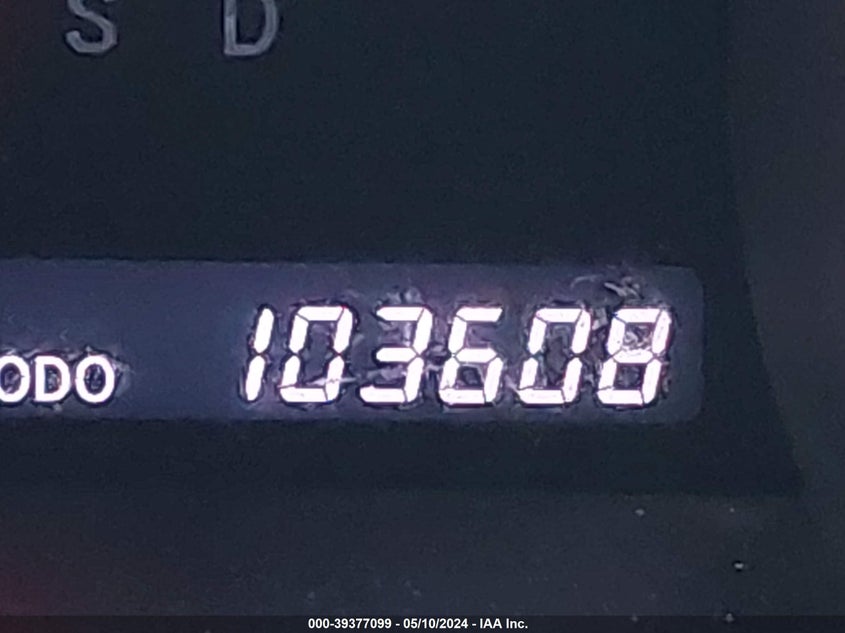 S D
ODO 103608
000-39377099 - 05/10/2024 - IAA Inc.